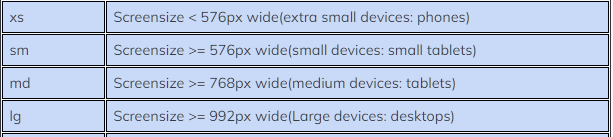 xs Screensize < 576px wide(extra small devices: phones)
sm Screensize >= 576px wide(small devices: small tablets)
md Screensize >= 768px wide(medium devices: tablets)
lg Screensize >= 992px wide(Large devices: desktops)